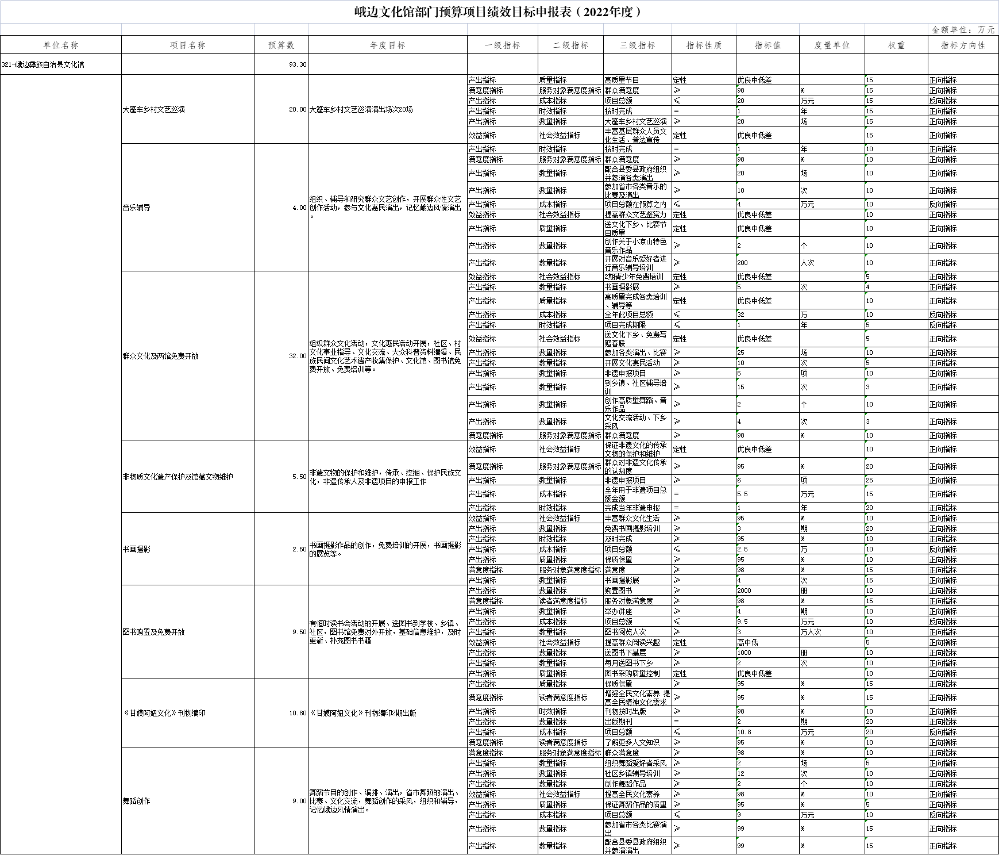 峨边文化馆部门预算项目绩效目标申报表（2022年度）
金额单位：万元
单位名称 项目名称 预算数 年度目标 一级指标 二级指标 三级指标 指标性质 指标值 度量单位 权重 指标方向性
321-峨边彝族自治县文化馆 93.30
大篷车乡村文艺巡演 20.00 大篷车乡村文艺巡演演出场次20场
产出指标 质量指标 高质量节目 定性 优良中低差 15 正向指标
满意度指标 服务对象满意度指标 群众满意度 ≥ 98 % 15 正向指标
产出指标 成本指标 项目总额 ≤ 20 万元 15 反向指标
产出指标 时效指标 按时完成 = 1 年 15 正向指标
产出指标 数量指标 大篷车乡村文艺巡演 ≥ 20 场 15 正向指标
效益指标 社会效益指标 丰富基层群众人员文
化生活、普法宣传 定性 优良中低差 15 正向指标
音乐辅导 4.00 组织、辅导和研究群众文艺创作，开展群众性文艺
创作活动，参与文化惠民演出，记忆峨边风情演出
。
产出指标 时效指标 按时完成 = 1 年 10 正向指标
满意度指标 服务对象满意度指标 群众满意度 ≥ 98 % 10 正向指标
产出指标 数量指标 配合县委县政府组织
并参演各类演出 ≥ 20 场 10 正向指标
产出指标 数量指标 参加省市各类音乐的
比赛及演出 ≥ 10 次 10 正向指标
产出指标 成本指标 项目总额在预算之内 ≤ 4 万元 10 反向指标
效益指标 社会效益指标 提高群众文艺鉴赏力 定性 优良中低差 10 正向指标
产出指标 质量指标 送文化下乡、比赛节
目质量 定性 优良中低差 10 正向指标
产出指标 数量指标 创作关于小凉山特色
音乐作品 ≥ 2 个 10 正向指标
产出指标 数量指标 开展对音乐爱好者进
行音乐辅导培训 ≥ 200 人次 10 正向指标
群众文化及两馆免费开放 32.00 组织群众文化活动，文化惠民活动开展，社区、村
文化事业指导、文化交流、大众科普资料编辑、民
族民间文化艺术遗产收集保护、文化馆、图书馆免
费开放、免费培训等。
效益指标 社会效益指标 2期青少年免费培训 定性 优良中低差 5 正向指标
产出指标 数量指标 书画摄影展 ≥ 5 次 4 正向指标
产出指标 质量指标 高质量完成各类培训
、辅导等 定性 优良中低差 10 正向指标
产出指标 成本指标 全年此项目总额 ≤ 32 万 10 反向指标
产出指标 时效指标 项目完成期限 ≤ 1 年 5 反向指标
效益指标 社会效益指标 送文化下乡、免费写
赠春联 定性 优良中低差 5 正向指标
产出指标 数量指标 参加各类演出、比赛 ≥ 25 场 10 正向指标
产出指标 数量指标 开展文化惠民活动 ≥ 10 次 5 正向指标
产出指标 数量指标 非遗申报项目 ≥ 5 项 10 正向指标
产出指标 数量指标 到乡镇、社区辅导培
训 ≥ 15 次 3 正向指标
产出指标 数量指标 创作高质量舞蹈、音
乐作品 ≥ 2 个 10 正向指标
产出指标 数量指标 文化交流活动、下乡
采风 ≥ 4 次 3 正向指标
满意度指标 服务对象满意度指标 群众满意度 ≥ 98 % 10 正向指标
非物质文化遗产保护及馆藏文物维护 5.50 非遗文物的保护和维护，传承、挖掘、保护民族文
化，非遗传承人及非遗项目的申报工作
效益指标 社会效益指标 保证非遗文化的传承
文物的保护和维护 定性 优良中低差 10 正向指标
满意度指标 服务对象满意度指标 群众对非遗文化传承
的认知度 ≥ 95 % 20 正向指标
产出指标 数量指标 非遗申报项目 ≥ 6 项 25 正向指标
产出指标 成本指标 全年用于非遗项目总
额金额 = 5.5 万元 15 正向指标
产出指标 时效指标 完成当年非遗申报 = 1 年 20 正向指标
书画摄影 2.50 书画摄影作品的创作，免费培训的开展，书画摄影
的展览等。
效益指标 社会效益指标 丰富群众文化生活 ≥ 95 % 10 正向指标
产出指标 数量指标 免费书画摄影培训 ≥ 3 期 20 正向指标
产出指标 时效指标 及时完成 ≥ 95 % 10 正向指标
产出指标 成本指标 项目总额 ≤ 2.5 万 10 反向指标
产出指标 质量指标 保质保量 ≥ 95 % 10 正向指标
满意度指标 服务对象满意度指标 满意度 ≥ 98 % 15 正向指标
产出指标 数量指标 书画摄影展 ≥ 4 次 15 正向指标
图书购置及免费开放 9.50 有恒时读书会活动的开展、送图书到学校、乡镇、
社区，图书馆免费对外开放，基础信息维护，及时
更新、补充图书书籍
产出指标 数量指标 购置图书 ≥ 2000 册 10 正向指标
满意度指标 读者满意度指标 服务对象满意度 ≥ 98 % 15 正向指标
产出指标 数量指标 举办讲座 ≥ 4 期 10 正向指标
产出指标 成本指标 项目总额 ≤ 9.5 万元 10 反向指标
产出指标 数量指标 图书阅览人次 ≥ 3 万人次 10 正向指标
效益指标 社会效益指标 提高群众阅读兴趣 定性 高中低 5 正向指标
产出指标 数量指标 送图书下基层 ≥ 1000 册 10 正向指标
产出指标 数量指标 每月送图书下乡 ≥ 2 次 10 正向指标
产出指标 质量指标 图书采购质量控制 定性 优良中低差 10 正向指标
《甘嫫阿妞文化》刊物编印 10.80 《甘嫫阿妞文化》刊物编印2期出版
产出指标 质量指标 保质保量 ≥ 95 % 15 正向指标
满意度指标 读者满意度指标 增强全民文化素养 提
高全民精神文化需求 ≥ 95 % 15 正向指标
产出指标 时效指标 刊物按时出版 ≥ 98 % 10 正向指标
产出指标 数量指标 出版期刊 = 2 期 20 正向指标
产出指标 成本指标 项目总额 ≤ 10.8 万元 20 反向指标
满意度指标 读者满意度指标 了解更多人文知识 ≥ 95 % 10 正向指标
舞蹈创作 9.00 舞蹈节目的创作、编排、演出，省市舞蹈的演出、
比赛、文化交流，舞蹈创作的采风，组织和辅导，
记忆峨边风情演出。
满意度指标 服务对象满意度指标 群众满意度 ≥ 98 % 10 正向指标
产出指标 数量指标 组织舞蹈爱好者采风 ≥ 2 场 5 正向指标
产出指标 数量指标 社区乡镇辅导培训 ≥ 12 次 10 正向指标
产出指标 数量指标 创作舞蹈作品 ≥ 2 个 10 正向指标
效益指标 社会效益指标 提高全民文化素养 ≥ 98 % 10 正向指标
产出指标 质量指标 保证舞蹈作品的质量 ≥ 95 % 5 正向指标
产出指标 成本指标 项目总额 ≤ 9 万元 10 反向指标
产出指标 数量指标 参加省市各类比赛演
出 ≥ 99 % 15 正向指标
产出指标 数量指标 配合县委县政府组织
并参演演出 ≥ 99 % 15 正向指标